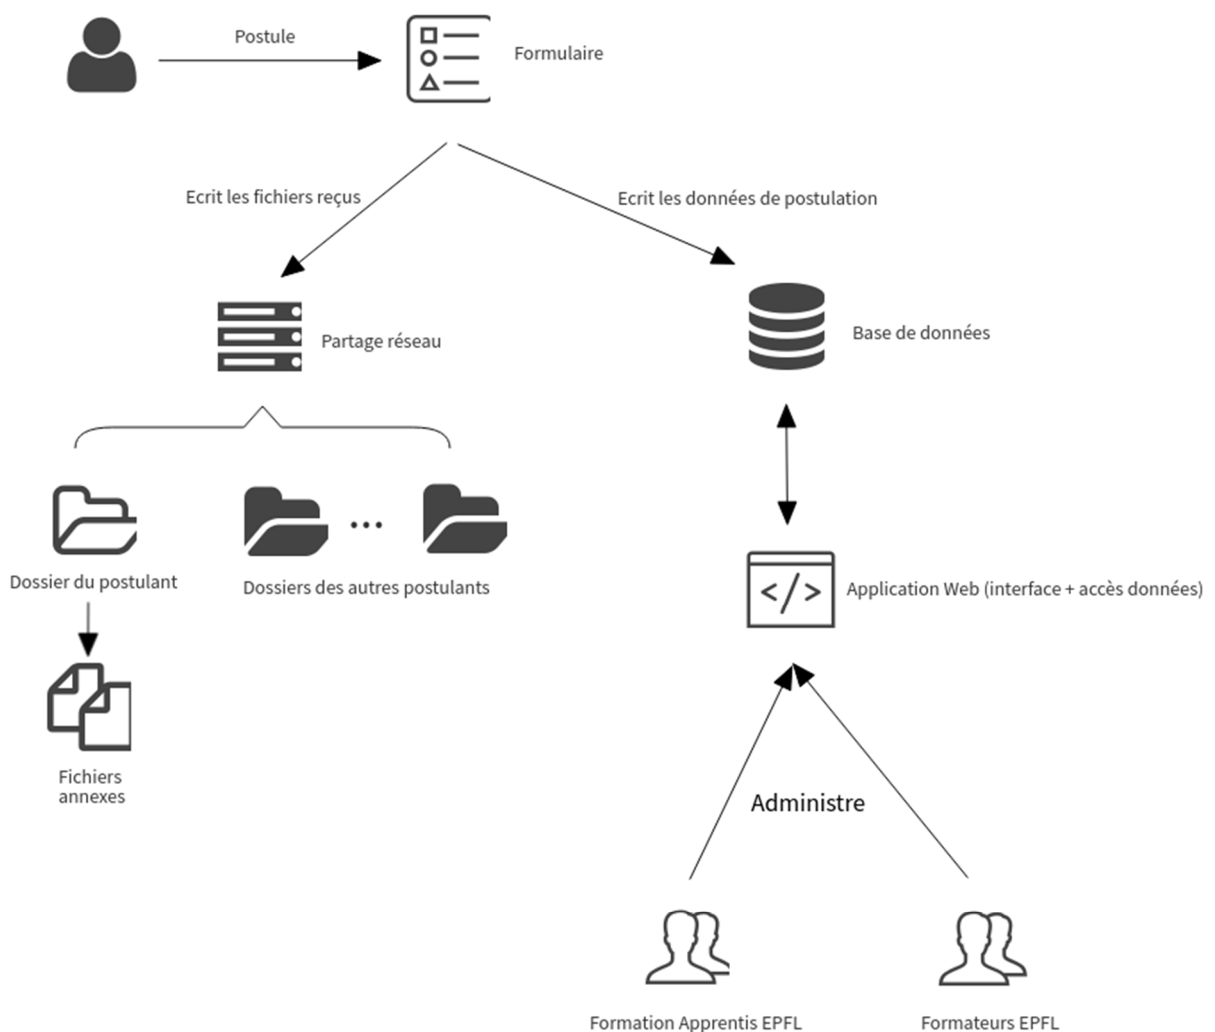 Postule
Formulaire
Ecrit les fichiers reçus
Ecrit les données de postulation
Partage réseau
Base de données
Dossier du postulant
Dossiers des autres postulants
Application Web (interface + accès données)
Fichiers
annexes
Administre
Formation Apprentis EPFL
Formateurs EPFL